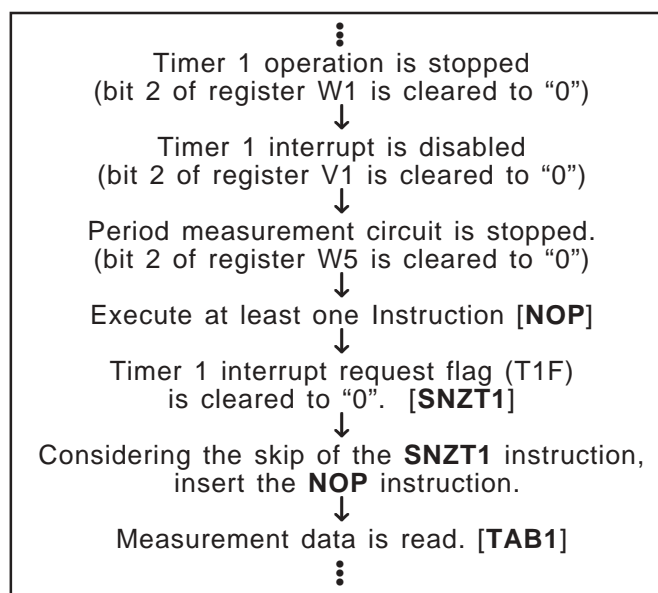 Timer 1 operation is stopped
(bit 2 of register W1 is cleared to “0”)
Timer 1 interrupt is disabled
(bit 2 of register V1 is cleared to “0”)
Period measurement circuit is stopped.
(bit 2 of register W5 is cleared to “0”)
Execute at least one Instruction [NOP]
Timer 1 interrupt request flag (T1F)
is cleared to “0”. [SNZT1]
Considering the skip of the SNZT1 instruction,
insert the NOP instruction.
Measurement data is read. [TAB1]